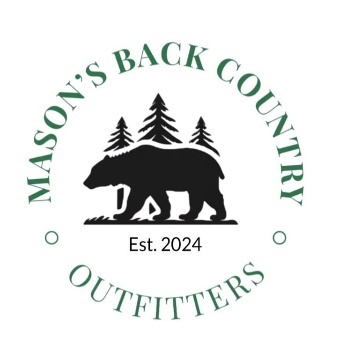 MASON'S BACK COUNTRY
Est. 2024
OUTFITTERS